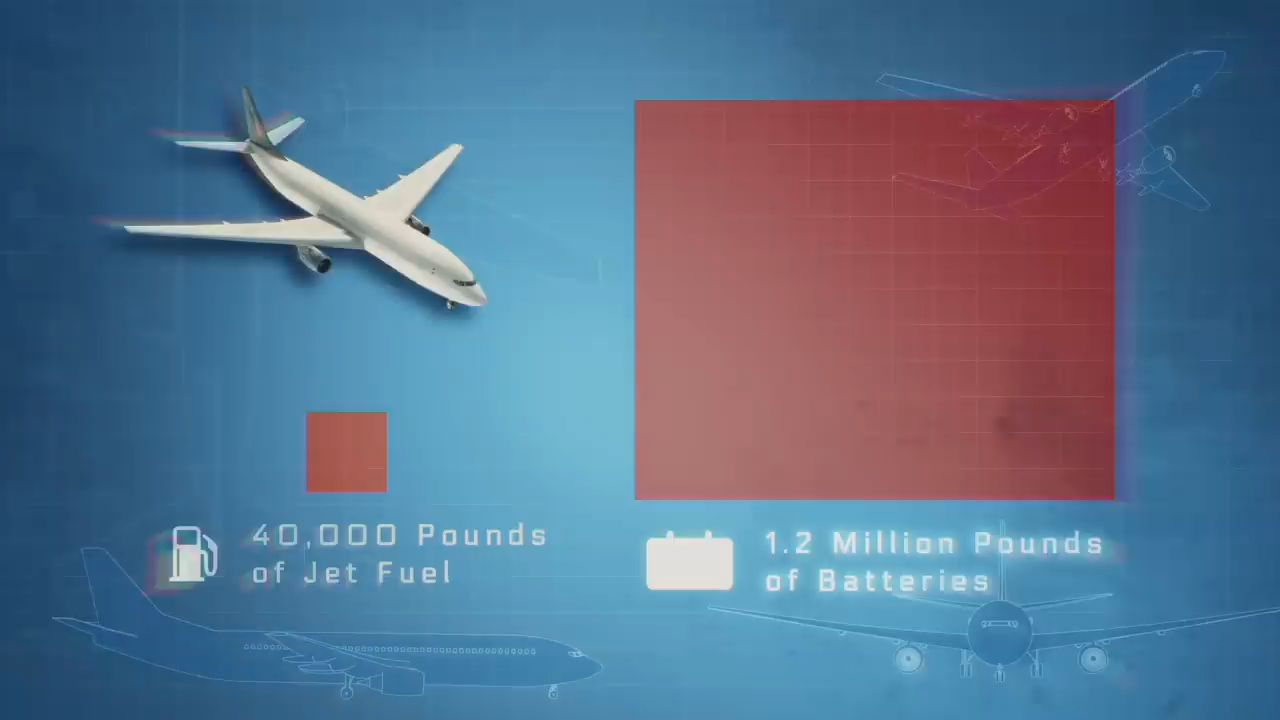 40,000 Pounds
of Jet Fuel
1.2 Million Pounds
of Batteries